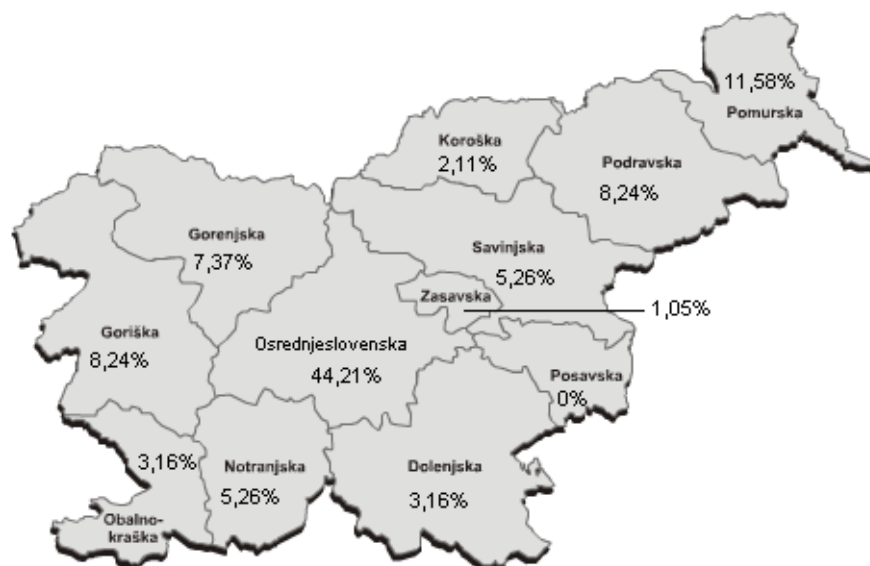 11,58%
Pomurska
Koroška
2,11%
Podravska
8,24%
Gorenjska
7,37%
Savinjska
5,26%
Zasavska
1,05%
Goriška
8,24%
Osrednjeslovenska
44,21%
Posavska
0%
3,16%
Obalno-
kraška
Notranjska
5,26%
Dolenjska
3,16%